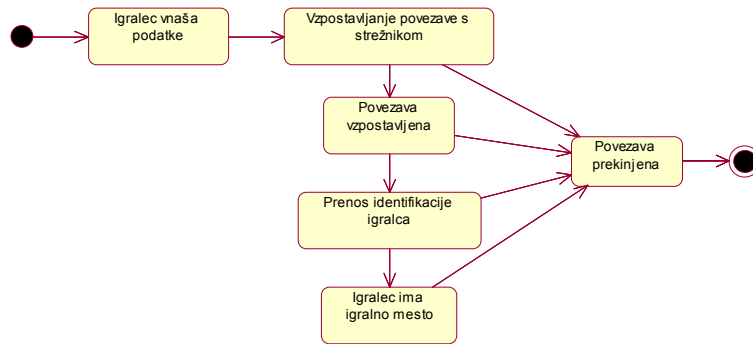 Igralec vnaša
podatke
Vzpostavljanje povezave s
strežnikom
Povezava
vzpostavljena
Povezava
prekinjena
Prenos identifikacije
igralca
Igralec ima
igralno mesto